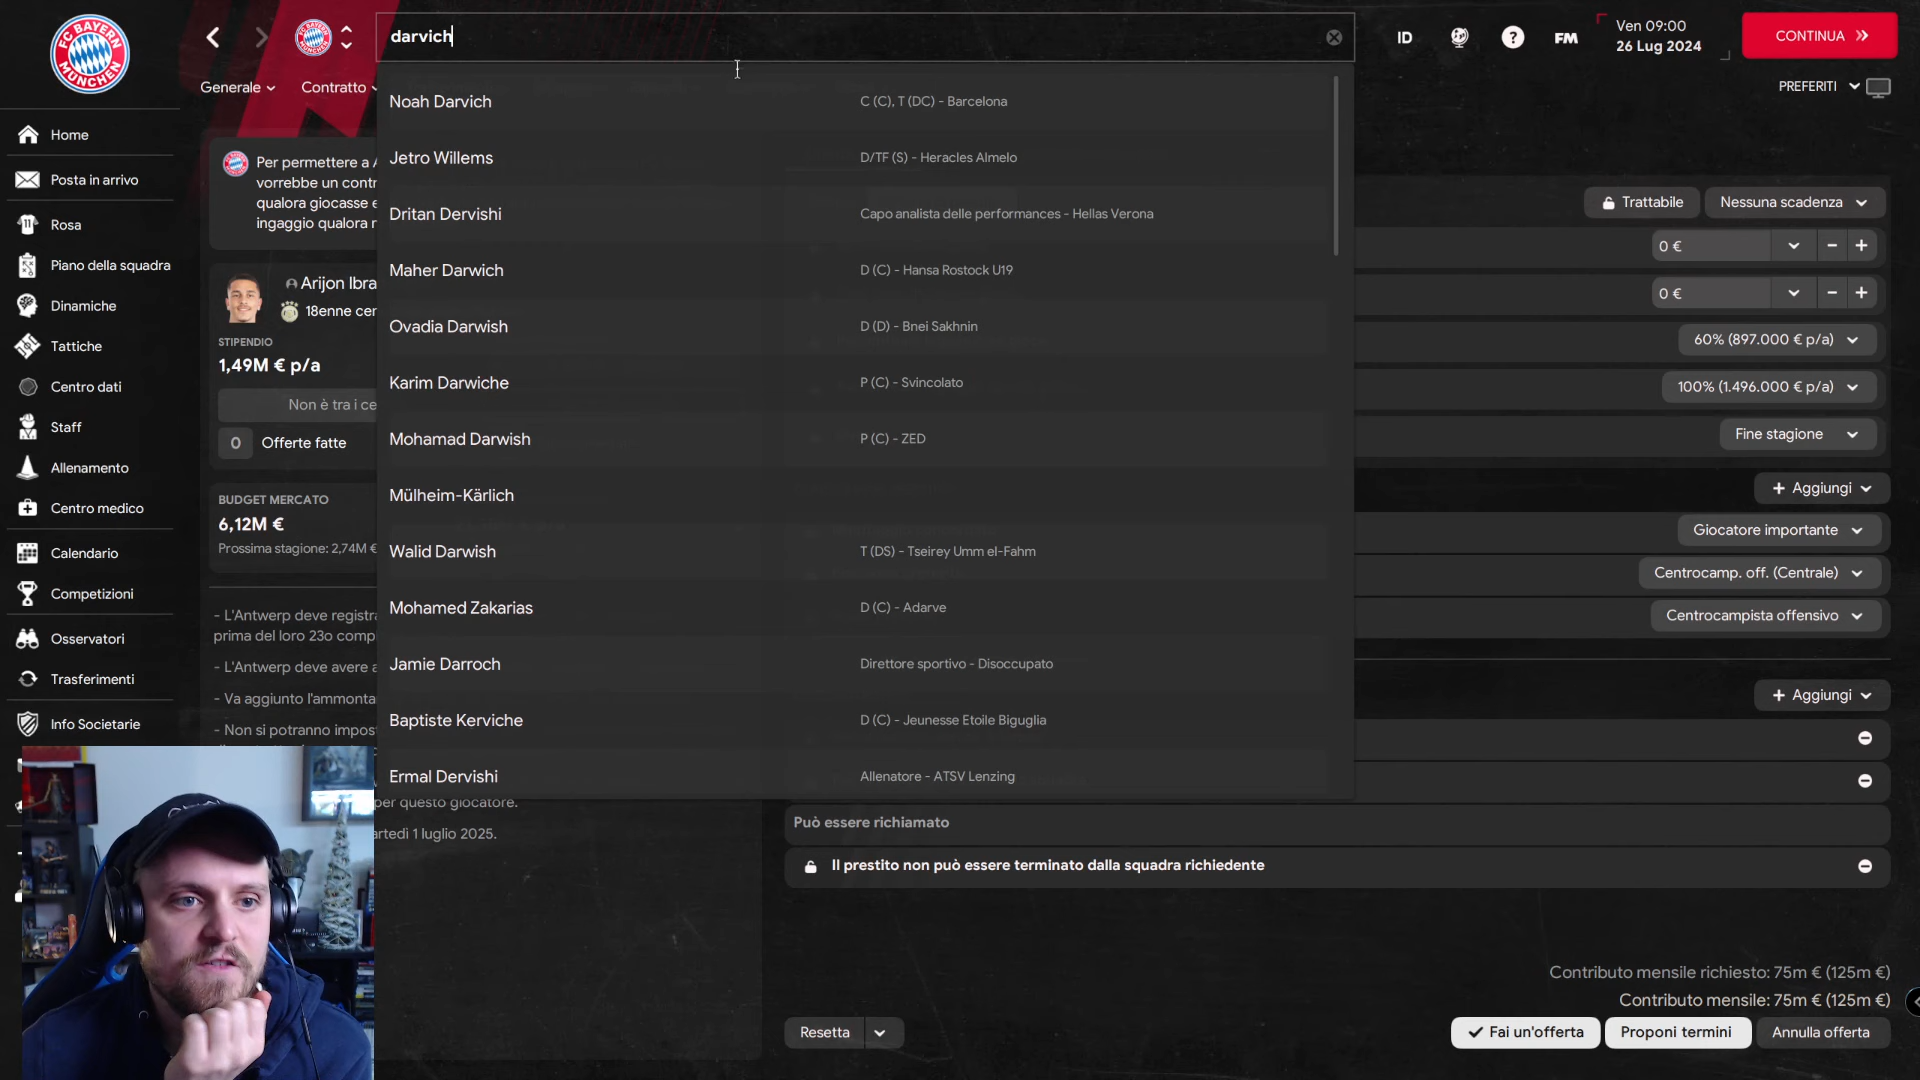 FC BAYERN
MÜNCHEN
darvich
ID
?
FM
Ven 09:00
26 Lug 2024
CONTINUA
Generale
Contratto
PREFERITI
Home
Posta in arrivo
Rosa
Piano della squadra
Dinamiche
Tattiche
Centro dati
Staff
Allenamento
Centro medico
Calendario
Competizioni
Osservatori
Trasferimenti
Info Societarie
Per permettere a A
vorrebbe un contr
qualora giocasse e
ingaggio qualora r
Arijon Ibra
18enne cer
STIPENDIO
1,49M € p/a
Non è tra i ce
0 Offerte fatte
BUDGET MERCATO
6,12M €
Prossima stagione: 2,74M €
- L'Antwerp deve registra
prima del loro 23o comp
- L'Antwerp deve avere a
- Va aggiunto l'ammonta
- Non si potranno impos
per questo giocatore.
artedì 1 luglio 2025.
Noah Darvich C (C), T (DC) - Barcelona
Jetro Willems D/TF (S) - Heracles Almelo
Dritan Dervishi Capo analista delle performances - Hellas Verona
Maher Darwich D (C) - Hansa Rostock U19
Ovadia Darwish D (D) - Bnei Sakhnin
Karim Darwiche P (C) - Svincolato
Mohamad Darwish P (C) - ZED
Mülheim-Kärlich
Walid Darwish T (DS) - Tseirey Umm el-Fahm
Mohamed Zakarias D (C) - Adarve
Jamie Darroch Direttore sportivo - Disoccupato
Baptiste Kerviche D (C) - Jeunesse Etoile Biguglia
Ermal Dervishi Allenatore - ATSV Lenzing
Trattabile Nessuna scadenza
0 €
0 €
60% (897.000 € p/a)
100% (1.496.000 € p/a)
Fine stagione
Aggiungi
Giocatore importante
Centrocamp. off. (Centrale)
Centrocampista offensivo
Aggiungi
Può essere richiamato
Il prestito non può essere terminato dalla squadra richiedente
Contributo mensile richiesto: 75m € (125m €)
Contributo mensile: 75m € (125m €)
Resetta
Fai un'offerta Proponi termini Annulla offerta